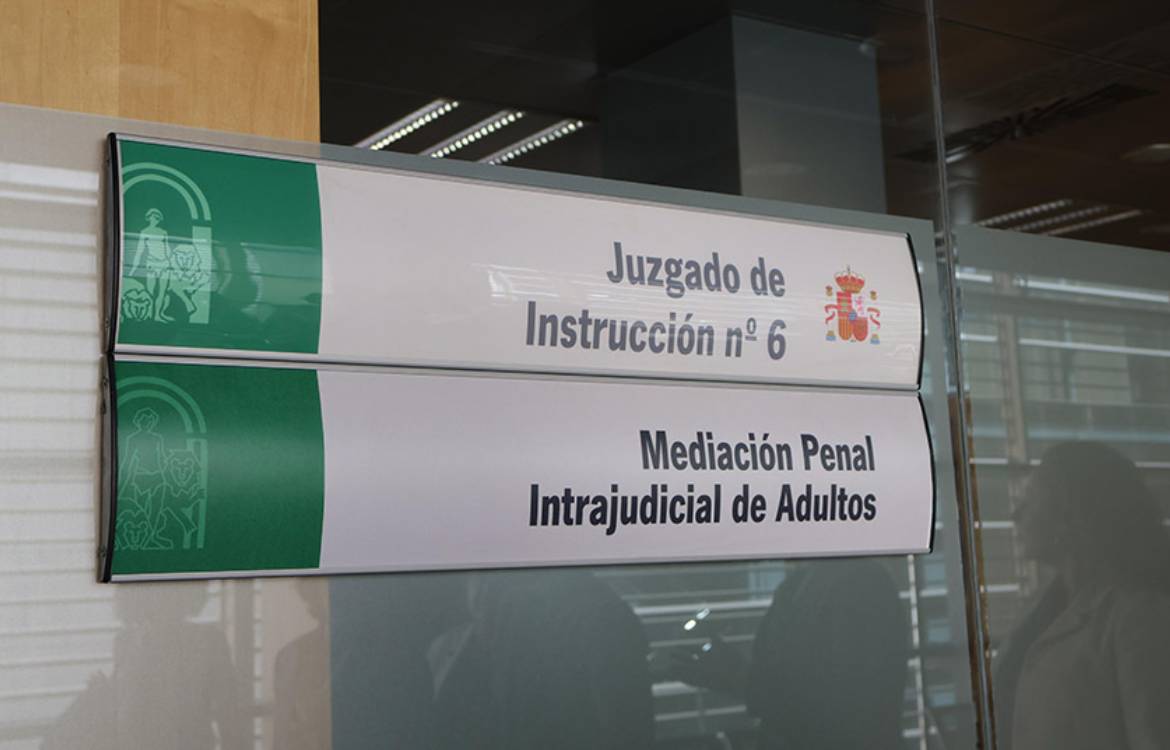 Juzgado de
Instrucción nº 6
Mediación Penal
Intrajudicial de Adultos